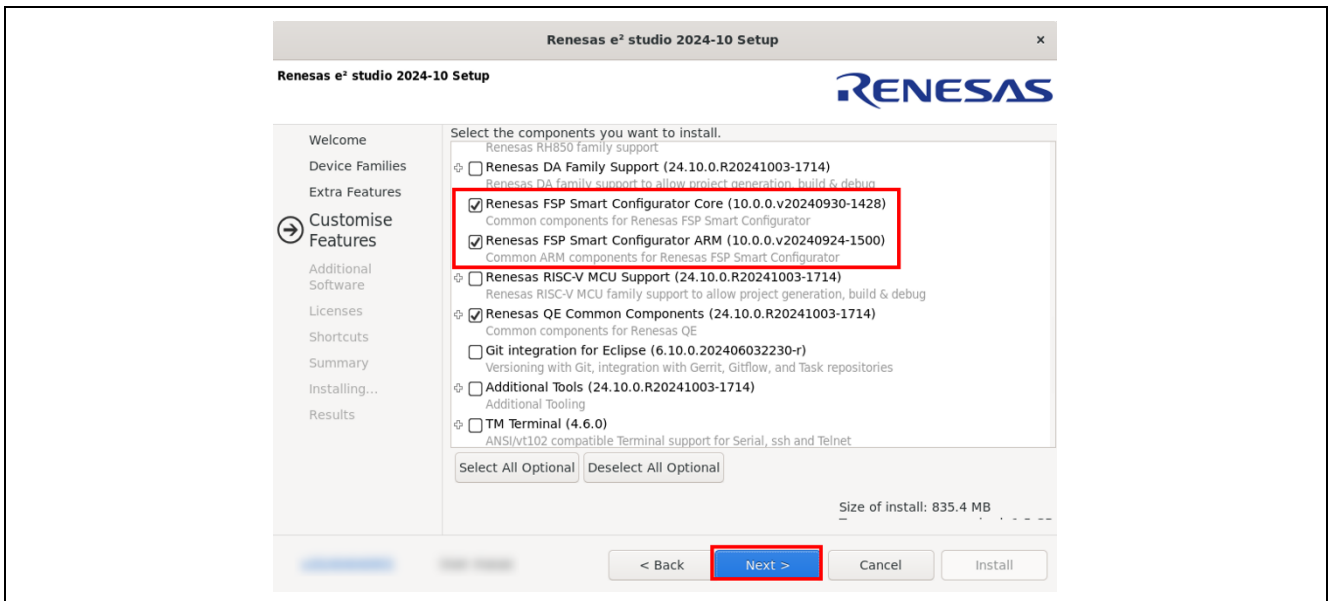 Renesas e² studio 2024-10 Setup
×
Renesas e² studio 2024-10 Setup
RENESAS
Welcome
Device Families
Extra Features
Customise
Features
Additional
Software
Licenses
Shortcuts
Summary
Installing...
Results
Select the components you want to install.
Renesas RH850 family support
Renesas DA Family Support (24.10.0.R20241003-1714)
Renesas DA family support to allow project generation, build & debug
Renesas FSP Smart Configurator Core (10.0.0.v20240930-1428)
Common components for Renesas FSP Smart Configurator
Renesas FSP Smart Configurator ARM (10.0.0.v20240924-1500)
Common ARM components for Renesas FSP Smart Configurator
Renesas RISC-V MCU Support (24.10.0.R20241003-1714)
Renesas RISC-V MCU family support to allow project generation, build & debug
Renesas QE Common Components (24.10.0.R20241003-1714)
Common components for Renesas QE
Git integration for Eclipse (6.10.0.202406032230-r)
Versioning with Git, integration with Gerrit, Gitflow, and Task repositories
Additional Tools (24.10.0.R20241003-1714)
Additional Tooling
TM Terminal (4.6.0)
ANSI/vt102 compatible Terminal support for Serial, ssh and Telnet
Select All Optional Deselect All Optional
Size of install: 835.4 MB
< Back Next > Cancel Install